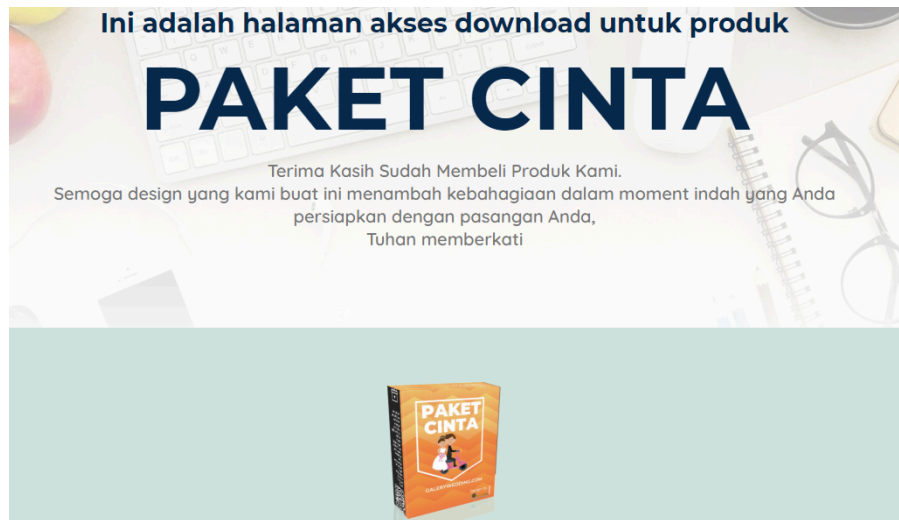 Ini adalah halaman akses download untuk produk
PAKET CINTA
Terima Kasih Sudah Membeli Produk Kami.
Semoga design yang kami buat ini menambah kebahagiaan dalam moment indah yang Anda
persiapkan dengan pasangan Anda,
Tuhan memberkati
PAKET
CINTA